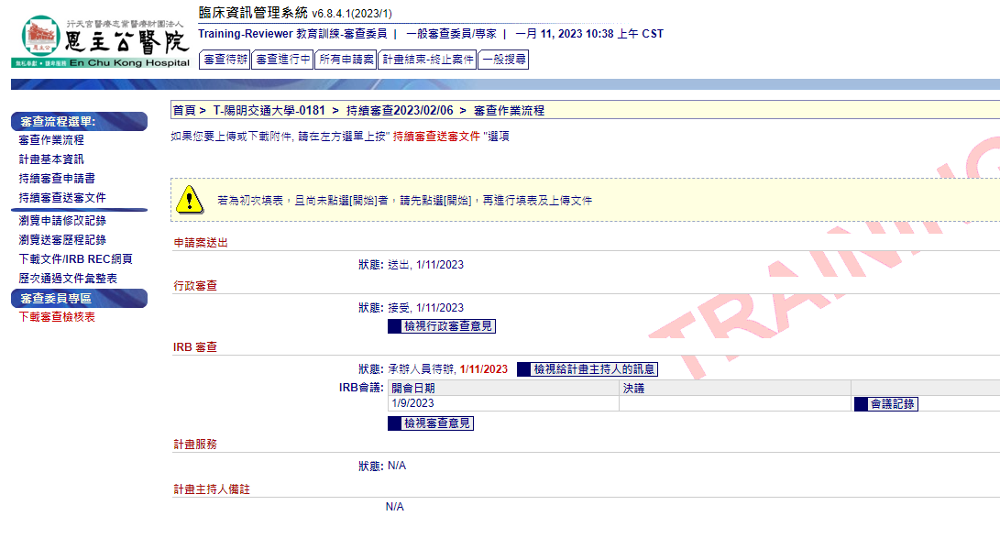 行天宮醫療志業醫療財團法人
恩主公醫院
En Chu Kong Hospital
臨床資訊管理系統 v6.8.4.1(2023/1)
Training-Reviewer 教育訓練-審查委員 | 一般審查委員/專家 | 一月 11, 2023 10:38 上午 CST
審查待辦 審查進行中 所有申請案 計畫結束-終止案件 一般搜尋
首頁 > T-陽明交通大學-0181 > 持續審查2023/02/06 > 審查作業流程
如果您要上傳或下載附件, 請在左方選單上按" 持續審查送審文件 "選項
審查流程選單:
審查作業流程
計畫基本資訊
持續審查申請書
持續審查送審文件
瀏覽申請修改記錄
瀏覽送審歷程記錄
下載文件/IRB REC網頁
歷次通過文件彙整表
審查委員專區
下載審查檢核表
若為初次填表，且尚未點選[開始]者，請先點選[開始]，再進行填表及上傳文件
申請案送出
狀態: 送出, 1/11/2023
行政審查
狀態: 接受, 1/11/2023
檢視行政審查意見
IRB 審查
狀態: 承辦人員待辦, 1/11/2023 檢視給計畫主持人的訊息
IRB會議: 開會日期 決議
1/9/2023 會議記錄
檢視審查意見
計畫服務
狀態: N/A
計畫主持人備註
N/A
TRAINING